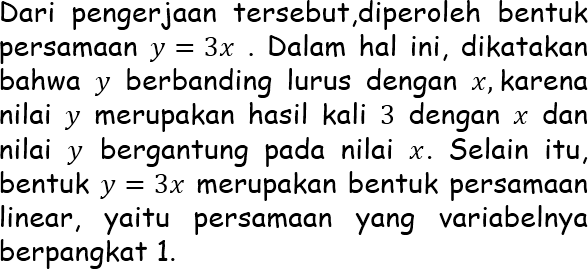 Dari pengerjaan tersebut,diperoleh bentuk
persamaan y = 3x . Dalam hal ini, dikatakan
bahwa y berbanding lurus dengan x, karena
nilai y merupakan hasil kali 3 dengan x dan
nilai y bergantung pada nilai x. Selain itu,
bentuk y = 3x merupakan bentuk persamaan
linear, yaitu persamaan yang variabelnya
berpangkat 1.